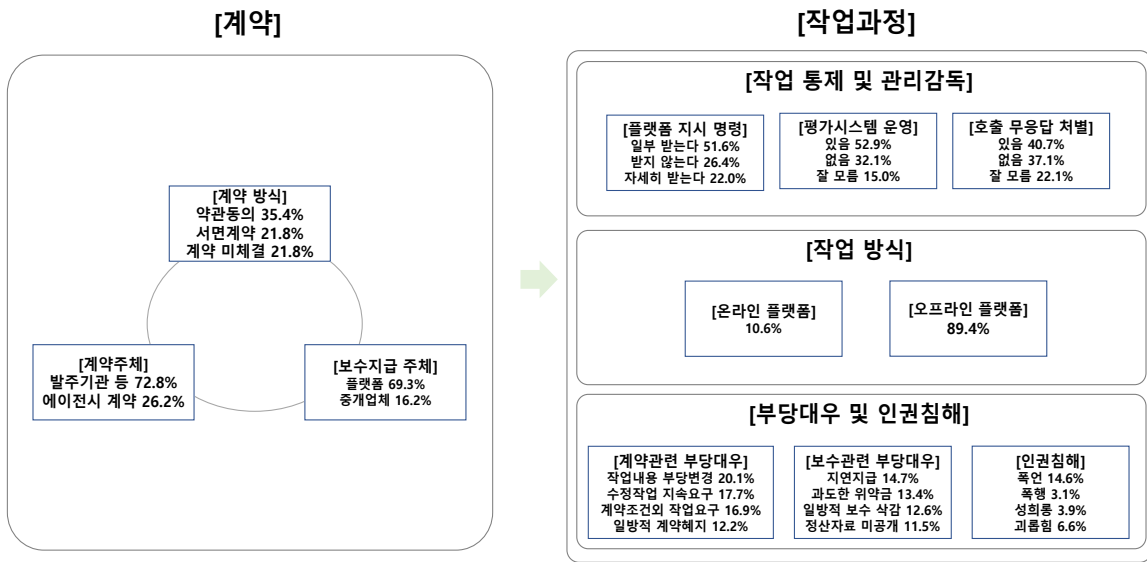 [계약]
[계약 방식]
약관동의 35.4%
서면계약 21.8%
계약 미체결 21.8%
[계약주체]
발주기관 등 72.8%
에이전시 계약 26.2%
[보수지급 주체]
플랫폼 69.3%
중개업체 16.2%
[작업과정]
[작업 통제 및 관리감독]
[플랫폼 지시 명령]
일부 받는다 51.6%
받지 않는다 26.4%
자세히 받는다 22.0%
[평가시스템 운영]
있음 52.9%
없음 32.1%
잘 모름 15.0%
[호출 무응답 처벌]
있음 40.7%
없음 37.1%
잘 모름 22.1%
[작업 방식]
[온라인 플랫폼]
10.6%
[오프라인 플랫폼]
89.4%
[부당대우 및 인권침해]
[계약관련 부당대우]
작업내용 부당변경 20.1%
수정작업 지속요구 17.7%
계약조건외 작업요구 16.9%
일방적 계약혜지 12.2%
[보수관련 부당대우]
지연지급 14.7%
과도한 위약금 13.4%
일방적 보수 삭감 12.6%
정산자료 미공개 11.5%
[인권침해]
폭언 14.6%
폭행 3.1%
성희롱 3.9%
괴롭힘 6.6%